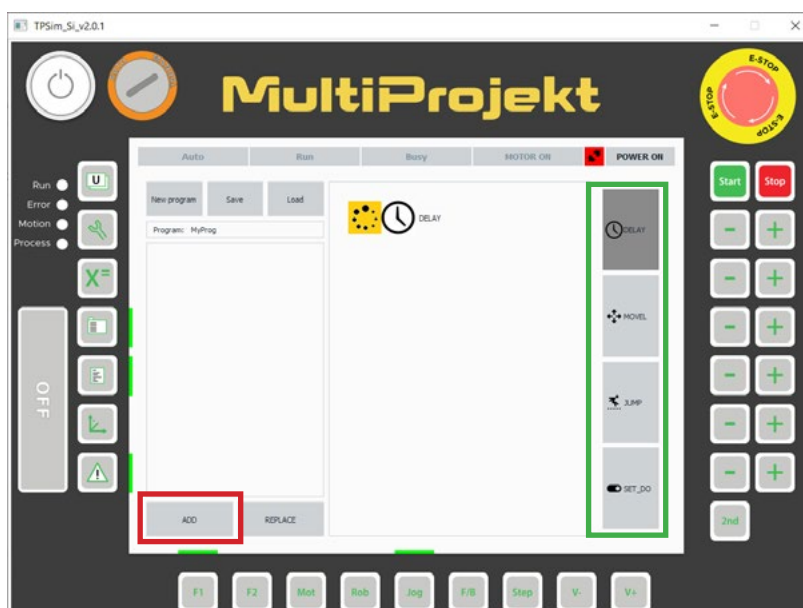 TPSim_Si_v2.0.1
E-STOP
E-STOP
E-STOP
MultiProjekt
Auto Run Busy MOTOR ON POWER ON
Run
Error
Motion
Process
U
New program Save Load
Program: MyProg
DELAY
DELAY
MOVEL
JUMP
SET_DO
Start Stop
- +
X=
- +
- +
- +
- +
- +
OFF
ADD REPLACE
2nd
F1 F2 Mot Rob Jog F/B Step V- V+